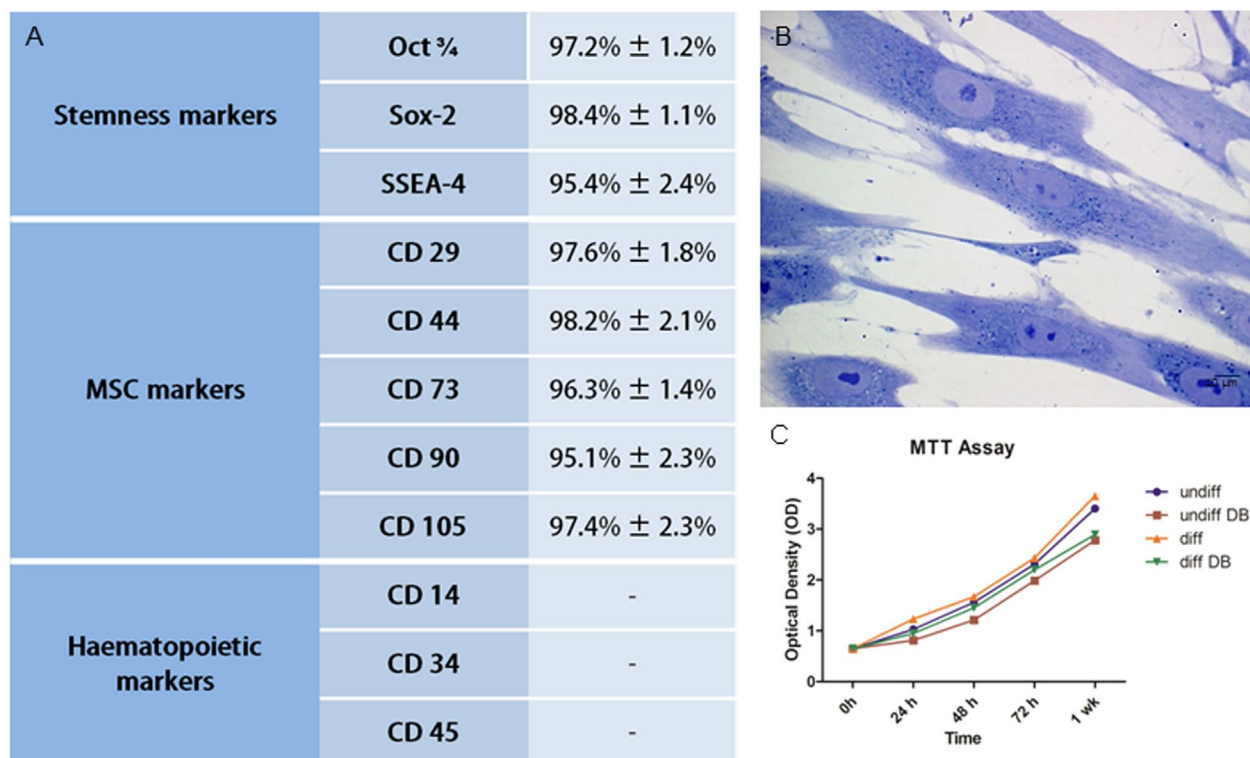 A
Stemness markers
Oct ¾
97.2% ± 1.2%
Sox-2
98.4% ± 1.1%
SSEA-4
95.4% ± 2.4%
MSC markers
CD 29
97.6% ± 1.8%
CD 44
98.2% ± 2.1%
CD 73
96.3% ± 1.4%
CD 90
95.1% ± 2.3%
CD 105
97.4% ± 2.3%
Haematopoietic
markers
CD 14
-
CD 34
-
CD 45
-
B
µm
C
MTT Assay
Optical Density (OD)
4
3
2
1
0
0h
24 h
48 h
72 h
1 wk
Time
undiff
undiff DB
diff
diff DB